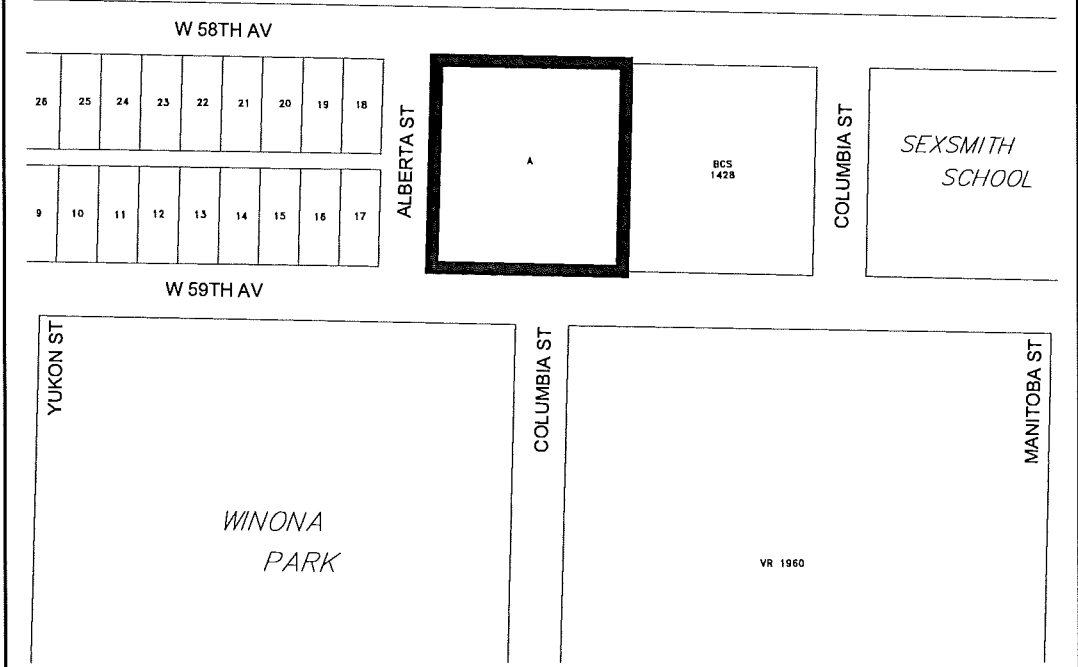 W 58TH AV
26 25 24 23 22 21 20 19 18
ALBERTA ST
A
BCS
1428
COLUMBIA ST
SEXSMITH
SCHOOL
9 10 11 12 13 14 15 16 17
W 59TH AV
YUKON ST
COLUMBIA ST
MANITOBA ST
WINONA
PARK
VR 1960